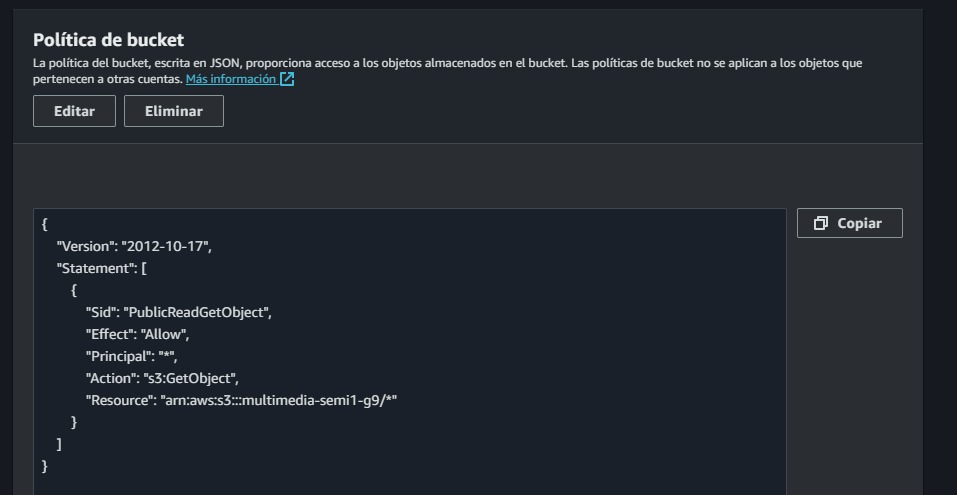 Política de bucket
La política del bucket, escrita en JSON, proporciona acceso a los objetos almacenados en el bucket. Las políticas de bucket no se aplican a los objetos que
pertenecen a otras cuentas. Más información
Editar Eliminar
Copiar
{
"Version": "2012-10-17",
"Statement": [
{
"Sid": "PublicReadGetObject",
"Effect": "Allow",
"Principal": "*",
"Action": "s3:GetObject",
"Resource": "arn:aws:s3:::multimedia-semi1-g9/*"
}
]
}